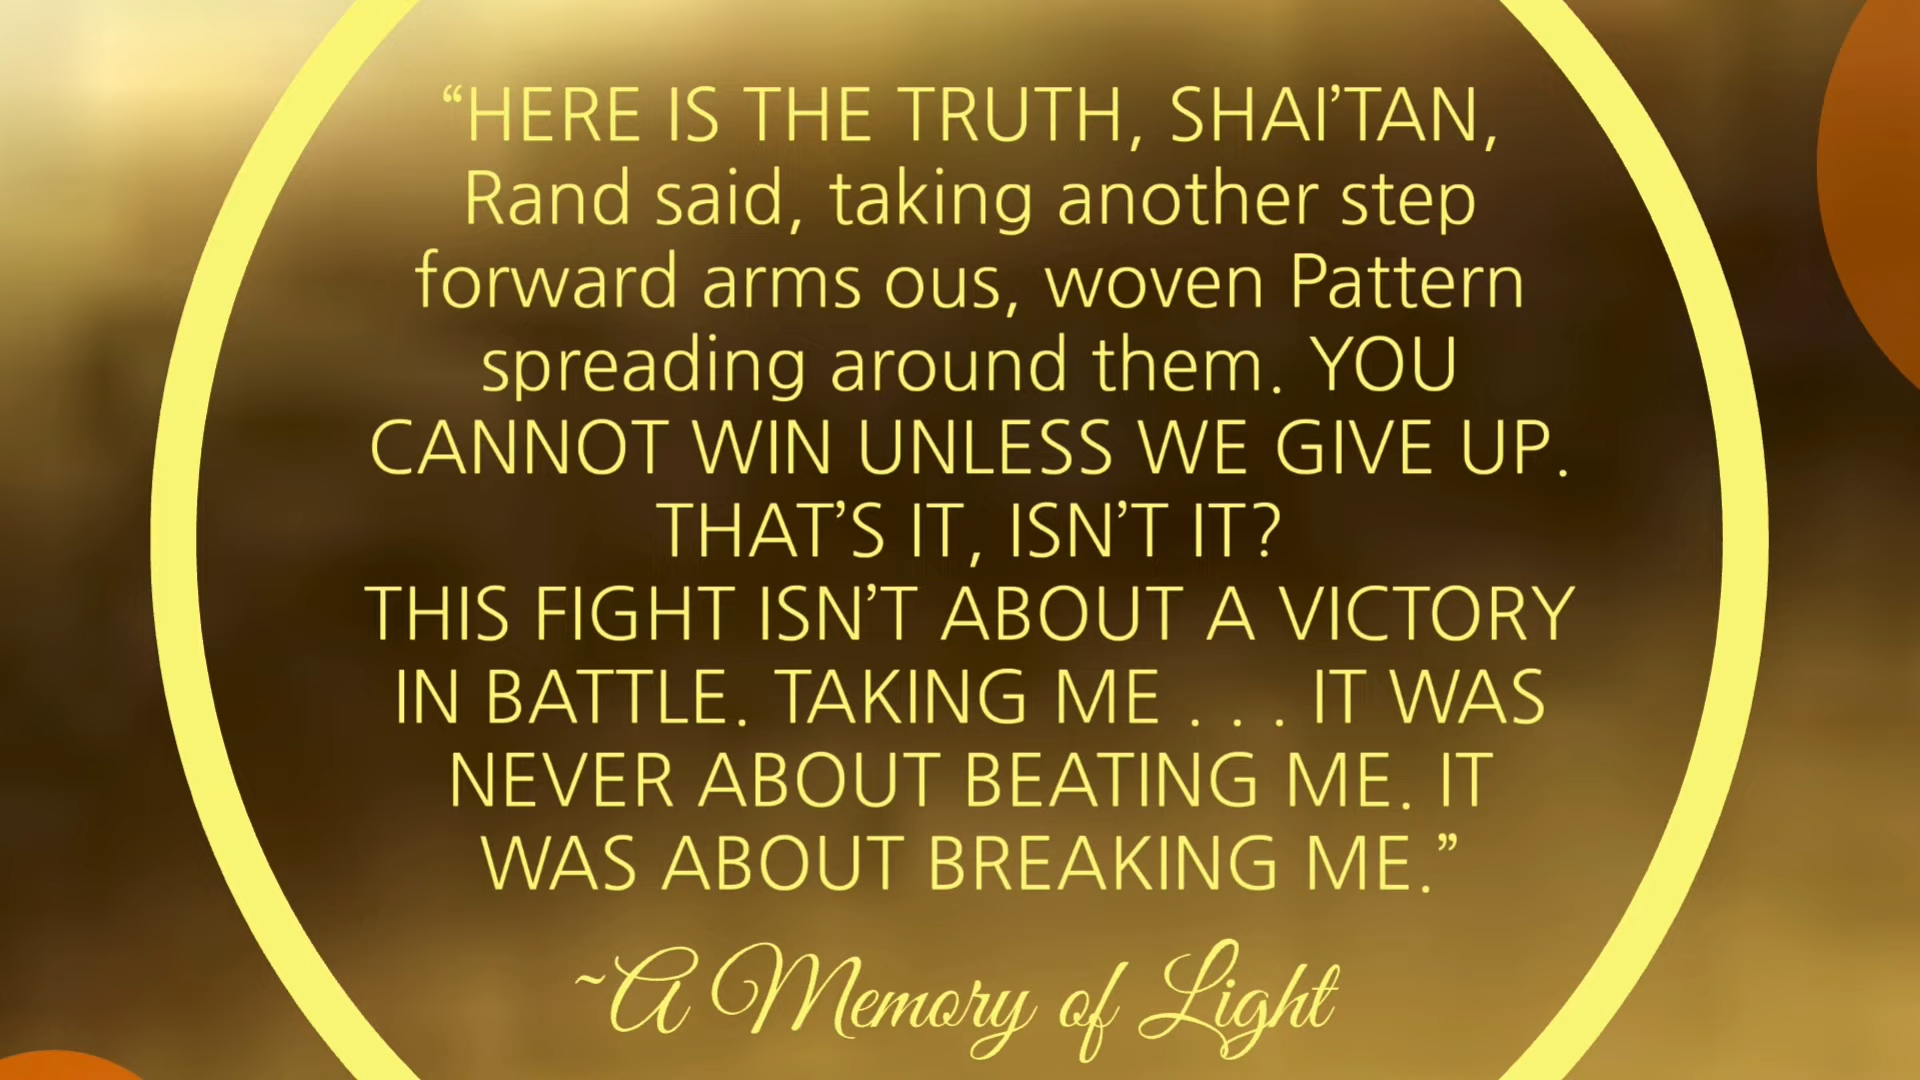 “HERE IS THE TRUTH, SHAI’TAN,
Rand said, taking another step
forward arms ous, woven Pattern
spreading around them. YOU
CANNOT WIN UNLESS WE GIVE UP.
THAT’S IT, ISN’T IT?
THIS FIGHT ISN’T ABOUT A VICTORY
IN BATTLE. TAKING ME . . . IT WAS
NEVER ABOUT BEATING ME. IT
WAS ABOUT BREAKING ME.”
~A Memory of Light